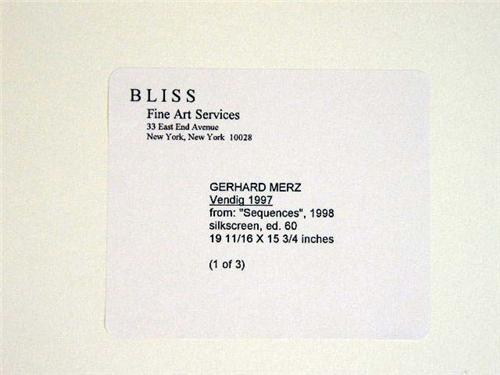 BLISS
Fine Art Services
33 East End Avenue
New York, New York 10028
GERHARD MERZ
Vendig 1997
from: "Sequences", 1998
silkscreen, ed. 60
19 11/16 X 15 3/4 inches
(1 of 3)